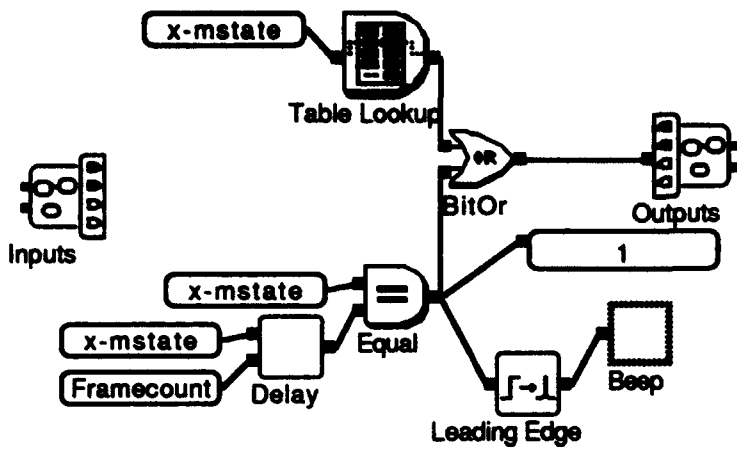 x-mstate
Table Lookup
OR
BitOr
Outputs
Inputs
1
x-mstate
x-mstate
Equal
Framecount
Delay
Beep
Leading Edge